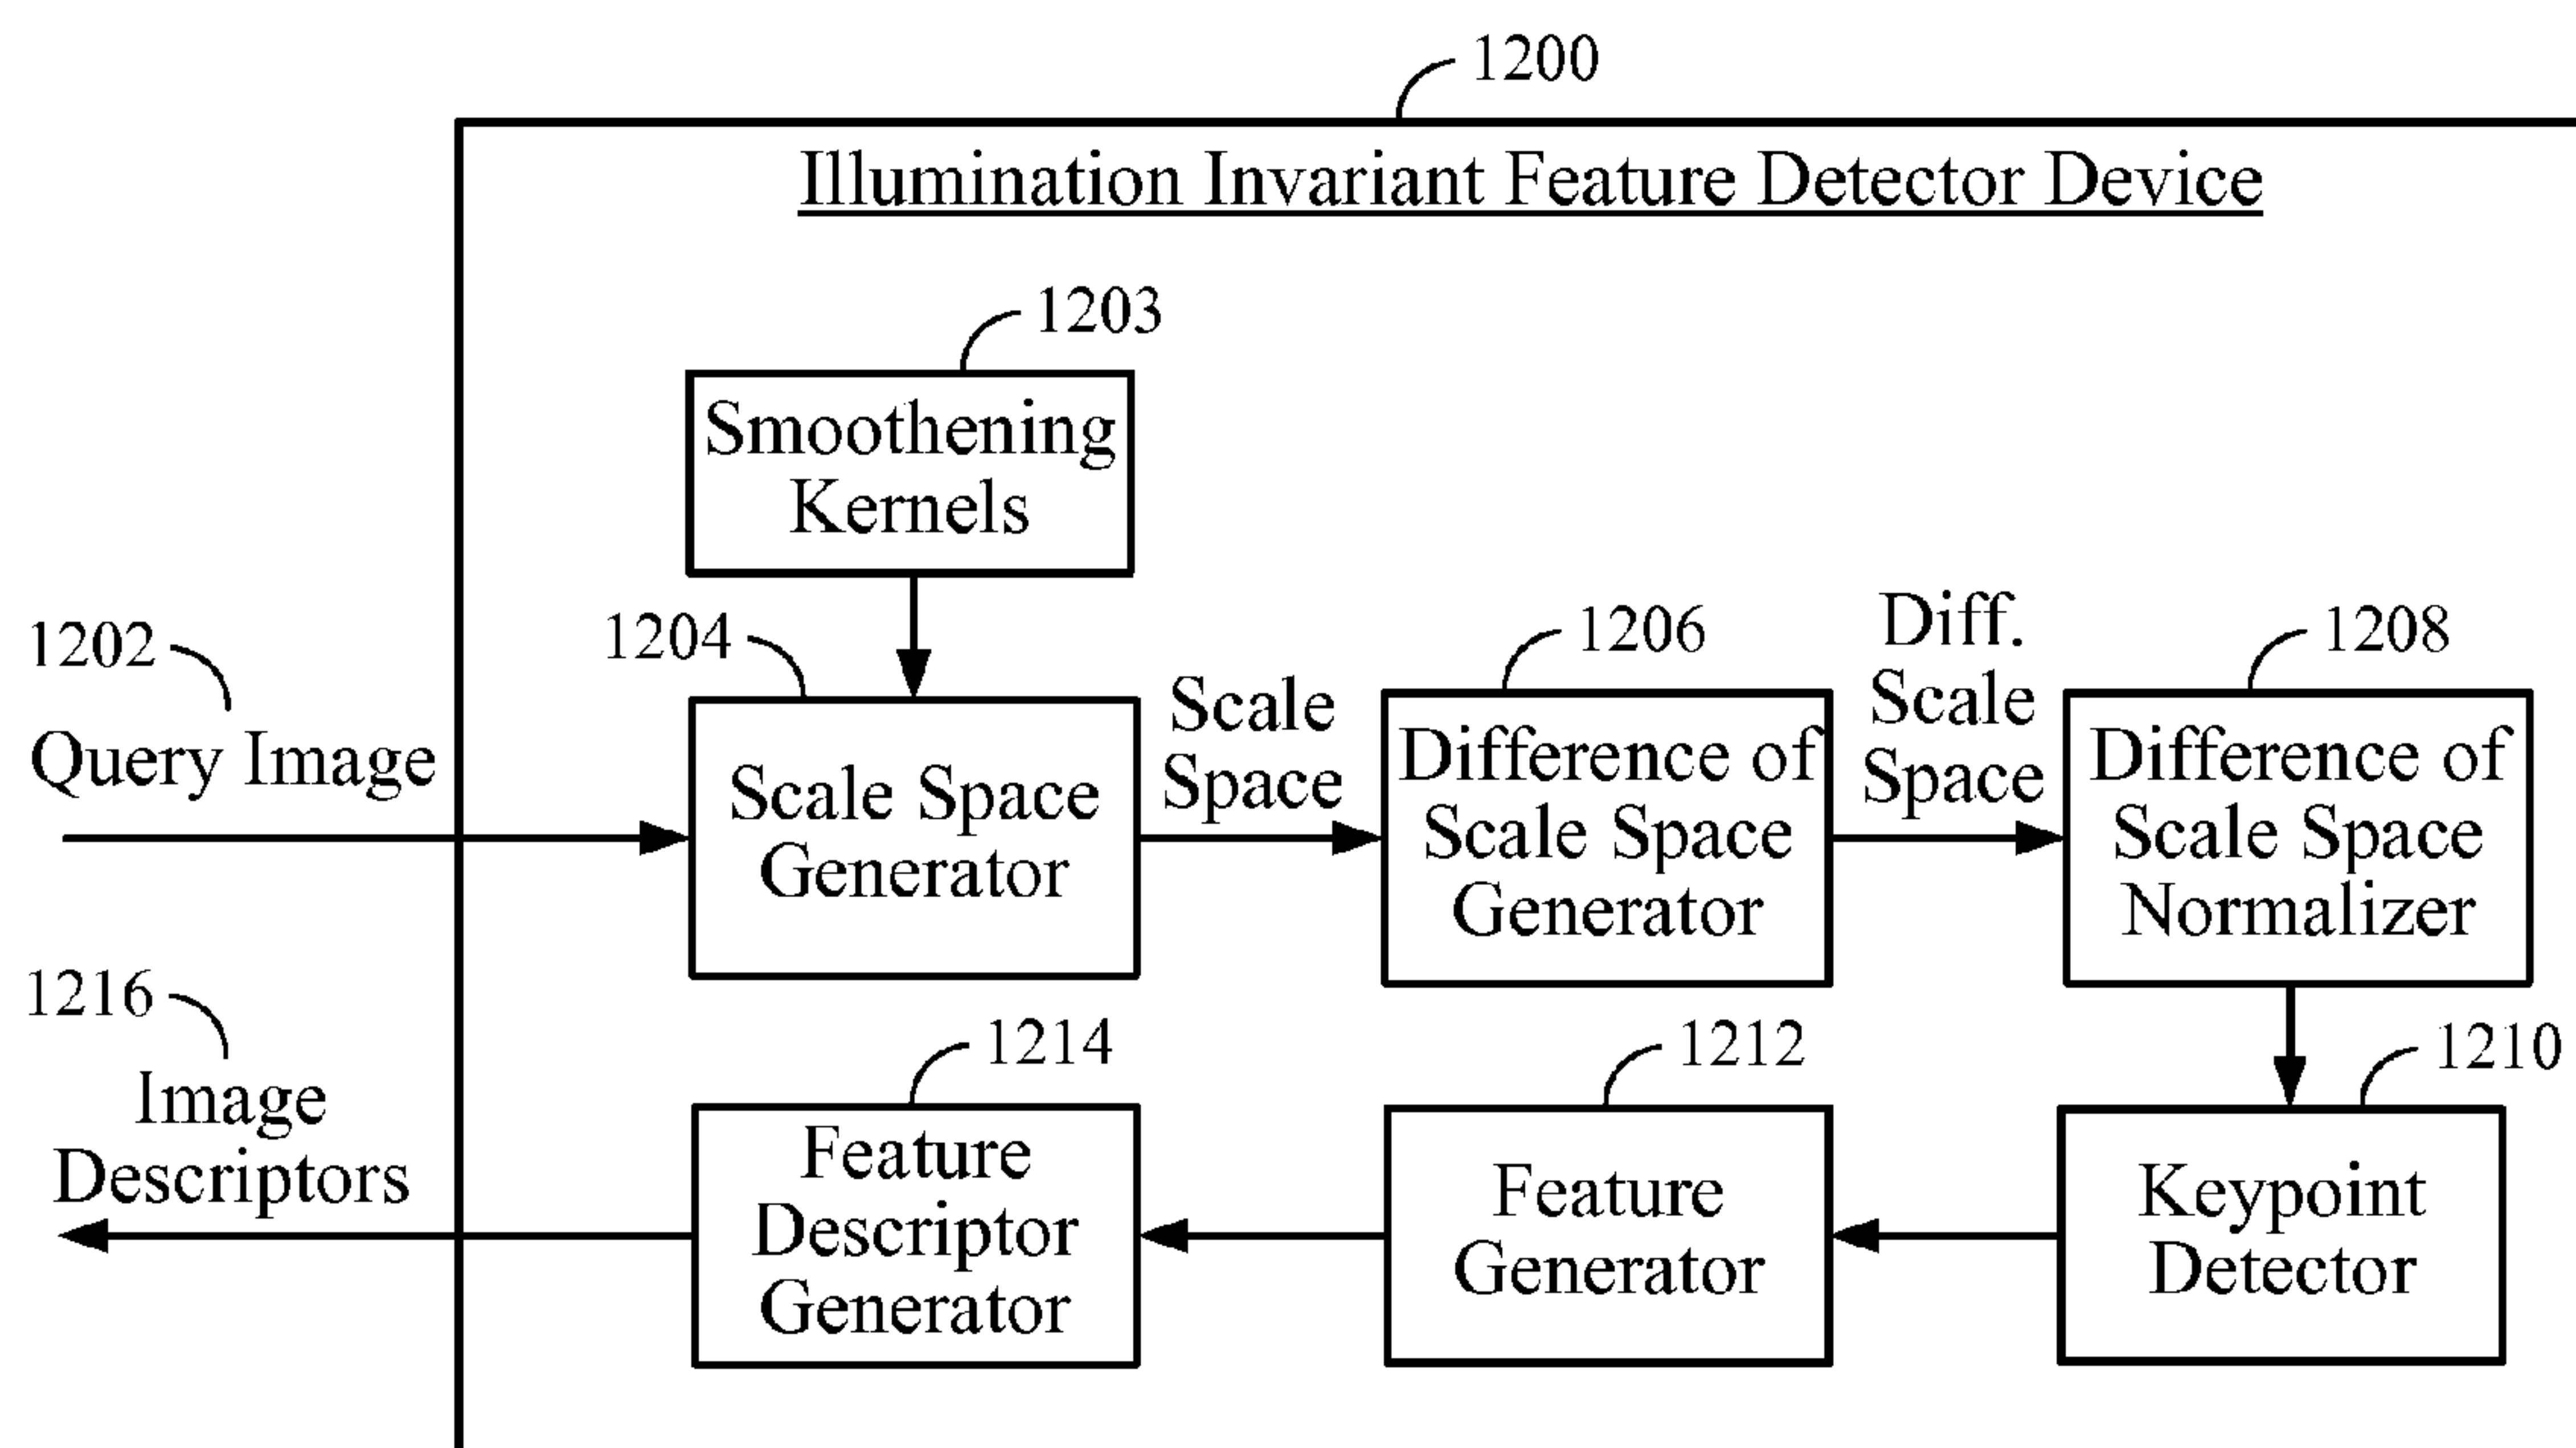 1200
Illumination Invariant Feature Detector Device
1203
Smoothening
Kernels
1202
Query Image
1204
Scale Space
Generator
Scale
Space
1206
Difference of
Scale Space
Generator
Diff.
Scale
Space
1208
Difference of
Scale Space
Normalizer
1216
Image
Descriptors
1214
Feature
Descriptor
Generator
1212
Feature
Generator
1210
Keypoint
Detector